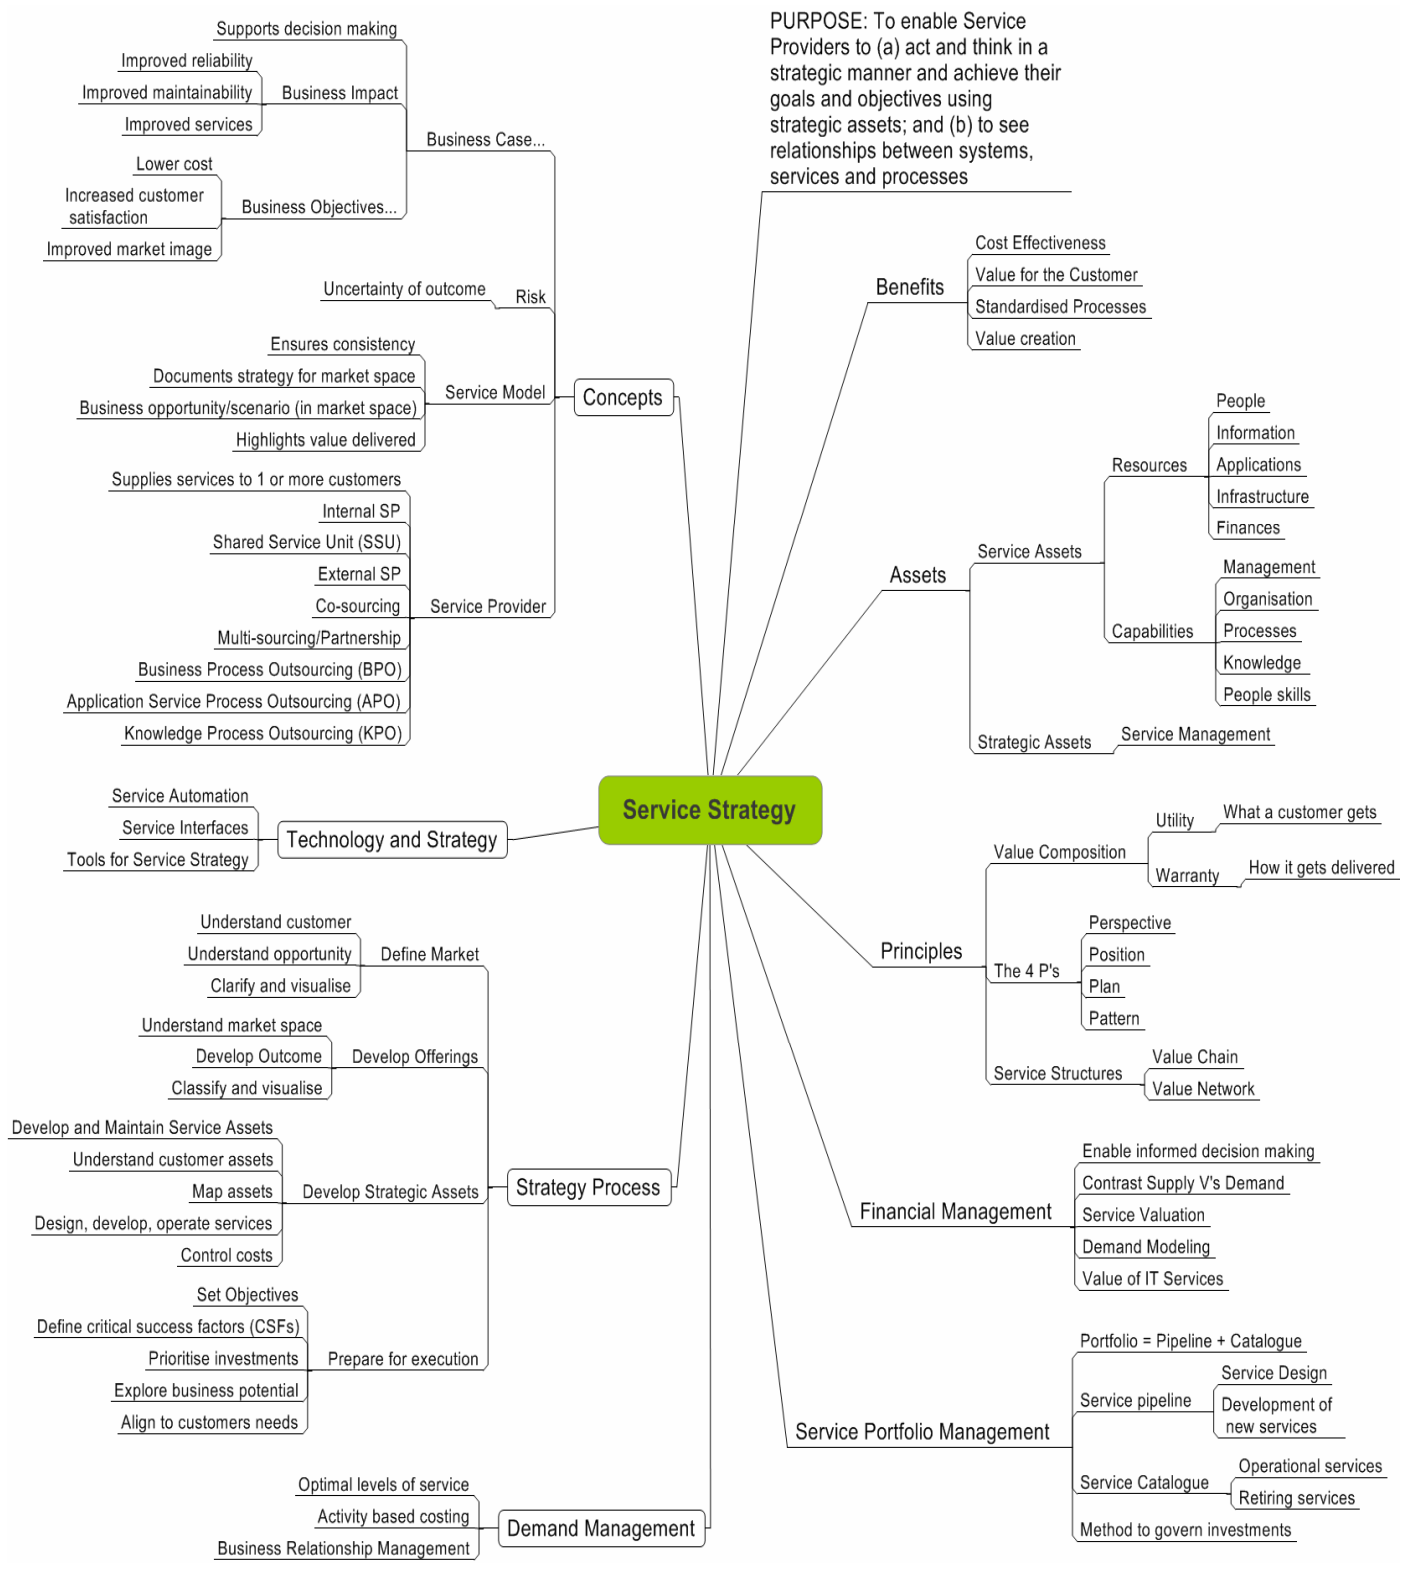 PURPOSE: To enable Service
Providers to (a) act and think in a
strategic manner and achieve their
goals and objectives using
strategic assets; and (b) to see
relationships between systems,
services and processes
Supports decision making
Improved reliability
Improved maintainability
Improved services
Business Impact
Business Case...
Lower cost
Increased customer
satisfaction
Improved market image
Business Objectives...
Uncertainty of outcome
Risk
Ensures consistency
Documents strategy for market space
Business opportunity/scenario (in market space)
Highlights value delivered
Service Model
Concepts
Supplies services to 1 or more customers
Internal SP
Shared Service Unit (SSU)
External SP
Co-sourcing
Multi-sourcing/Partnership
Business Process Outsourcing (BPO)
Application Service Process Outsourcing (APO)
Knowledge Process Outsourcing (KPO)
Service Provider
Service Automation
Service Interfaces
Tools for Service Strategy
Technology and Strategy
Service Strategy
Understand customer
Understand opportunity
Clarify and visualise
Define Market
Understand market space
Develop Outcome
Classify and visualise
Develop Offerings
Develop and Maintain Service Assets
Understand customer assets
Map assets
Design, develop, operate services
Control costs
Develop Strategic Assets
Strategy Process
Set Objectives
Define critical success factors (CSFs)
Prioritise investments
Explore business potential
Align to customers needs
Prepare for execution
Optimal levels of service
Activity based costing
Business Relationship Management
Demand Management
Benefits
Cost Effectiveness
Value for the Customer
Standardised Processes
Value creation
Assets
Service Assets
Resources
People
Information
Applications
Infrastructure
Finances
Capabilities
Management
Organisation
Processes
Knowledge
People skills
Strategic Assets
Service Management
Principles
Value Composition
Utility
What a customer gets
Warranty
How it gets delivered
The 4 P's
Perspective
Position
Plan
Pattern
Service Structures
Value Chain
Value Network
Financial Management
Enable informed decision making
Contrast Supply V's Demand
Service Valuation
Demand Modeling
Value of IT Services
Service Portfolio Management
Portfolio = Pipeline + Catalogue
Service pipeline
Service Design
Development of
new services
Service Catalogue
Operational services
Retiring services
Method to govern investments